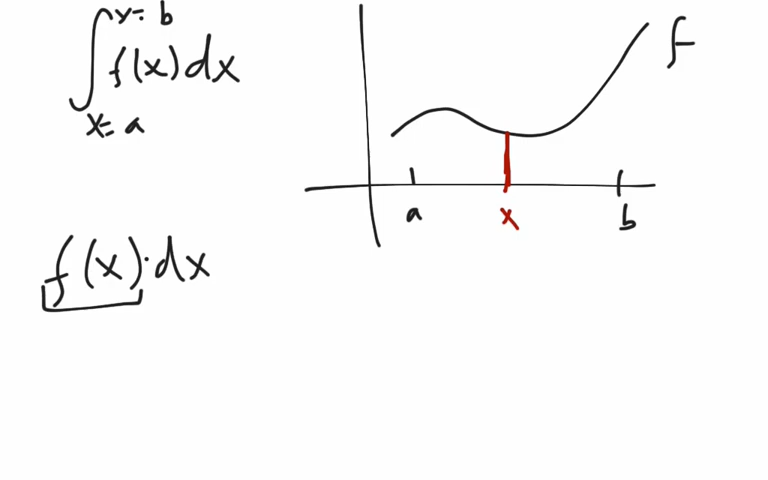 ∫ y= b
f(x) dx
x= a
f
a
x
b
f(x)·dx